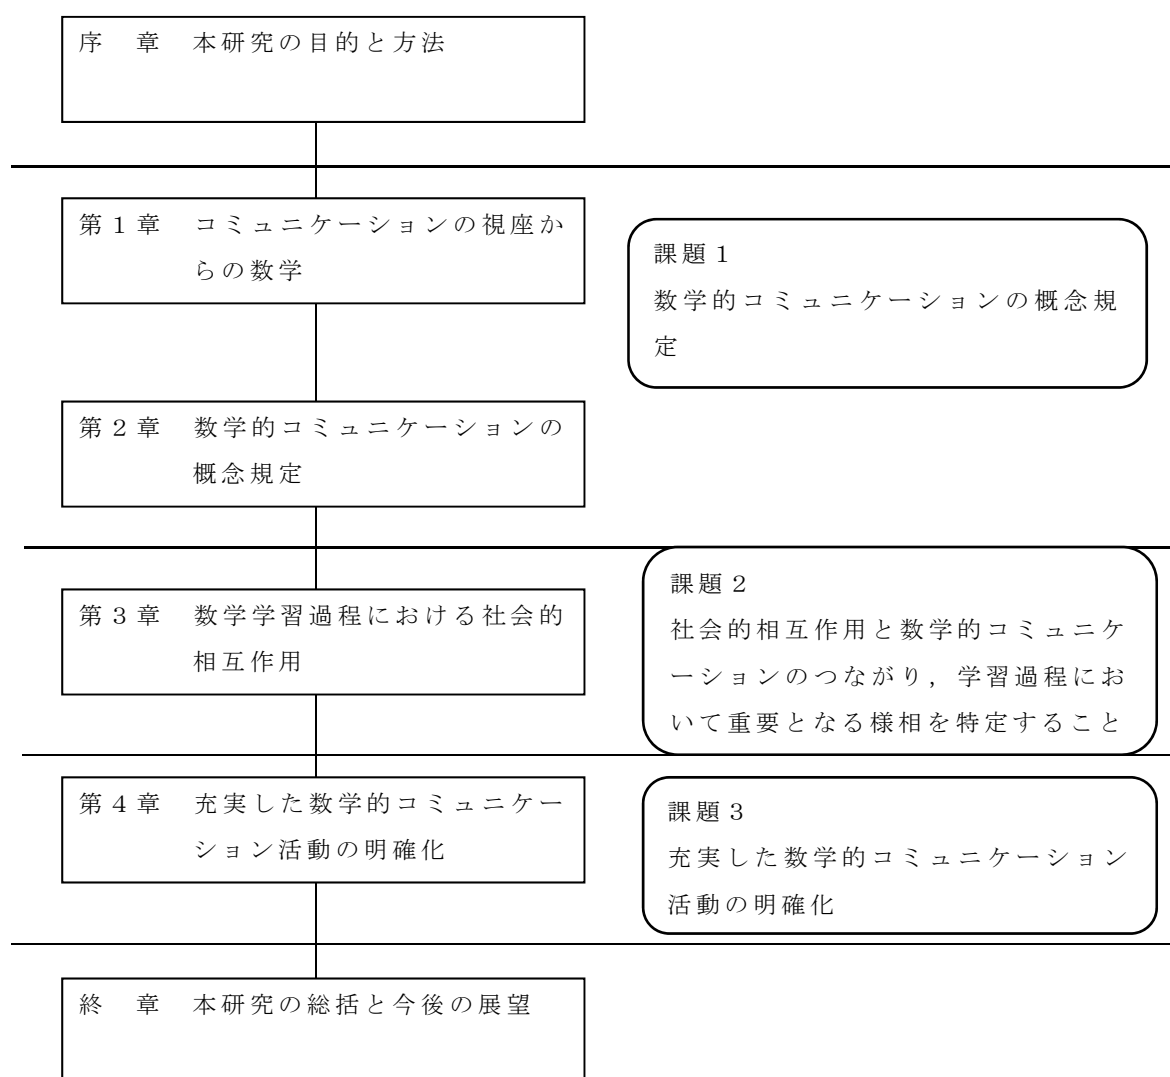 序　章　本研究の目的と方法
第１章　コミュニケーションの視座か
らの数学
課題１
数学的コミュニケーションの概念規
定
第２章　数学的コミュニケーションの
概念規定
第３章　数学学習過程における社会的
相互作用
課題２
社会的相互作用と数学的コミュニケ
ーションのつながり，学習過程にお
いて重要となる様相を特定すること
第４章　充実した数学的コミュニケー
ション活動の明確化
課題３
充実した数学的コミュニケーション
活動の明確化
終　章　本研究の総括と今後の展望